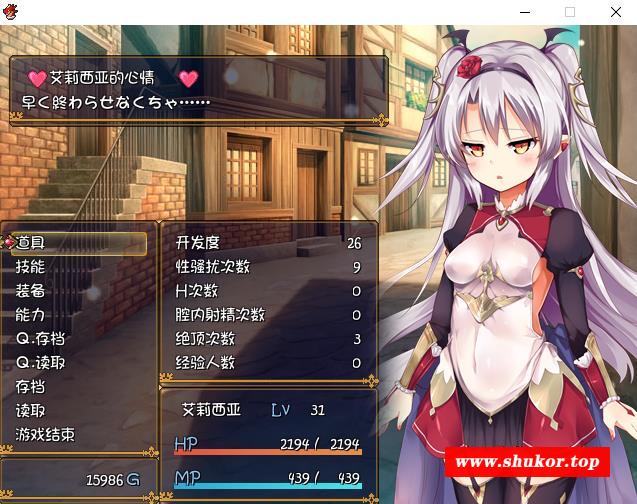 艾莉西亚的心情
早く終わらせなくちゃ……
道具
技能
装备
能力
Q.存档
Q.读取
存档
读取
游戏结束
15986 G
开发度 26
性骚扰次数 9
H次数 0
腔内射精次数 0
绝顶次数 3
经验人数 0
艾莉西亚 Lv 31
HP 2194 / 2194
MP 439 / 439
www.shukor.top